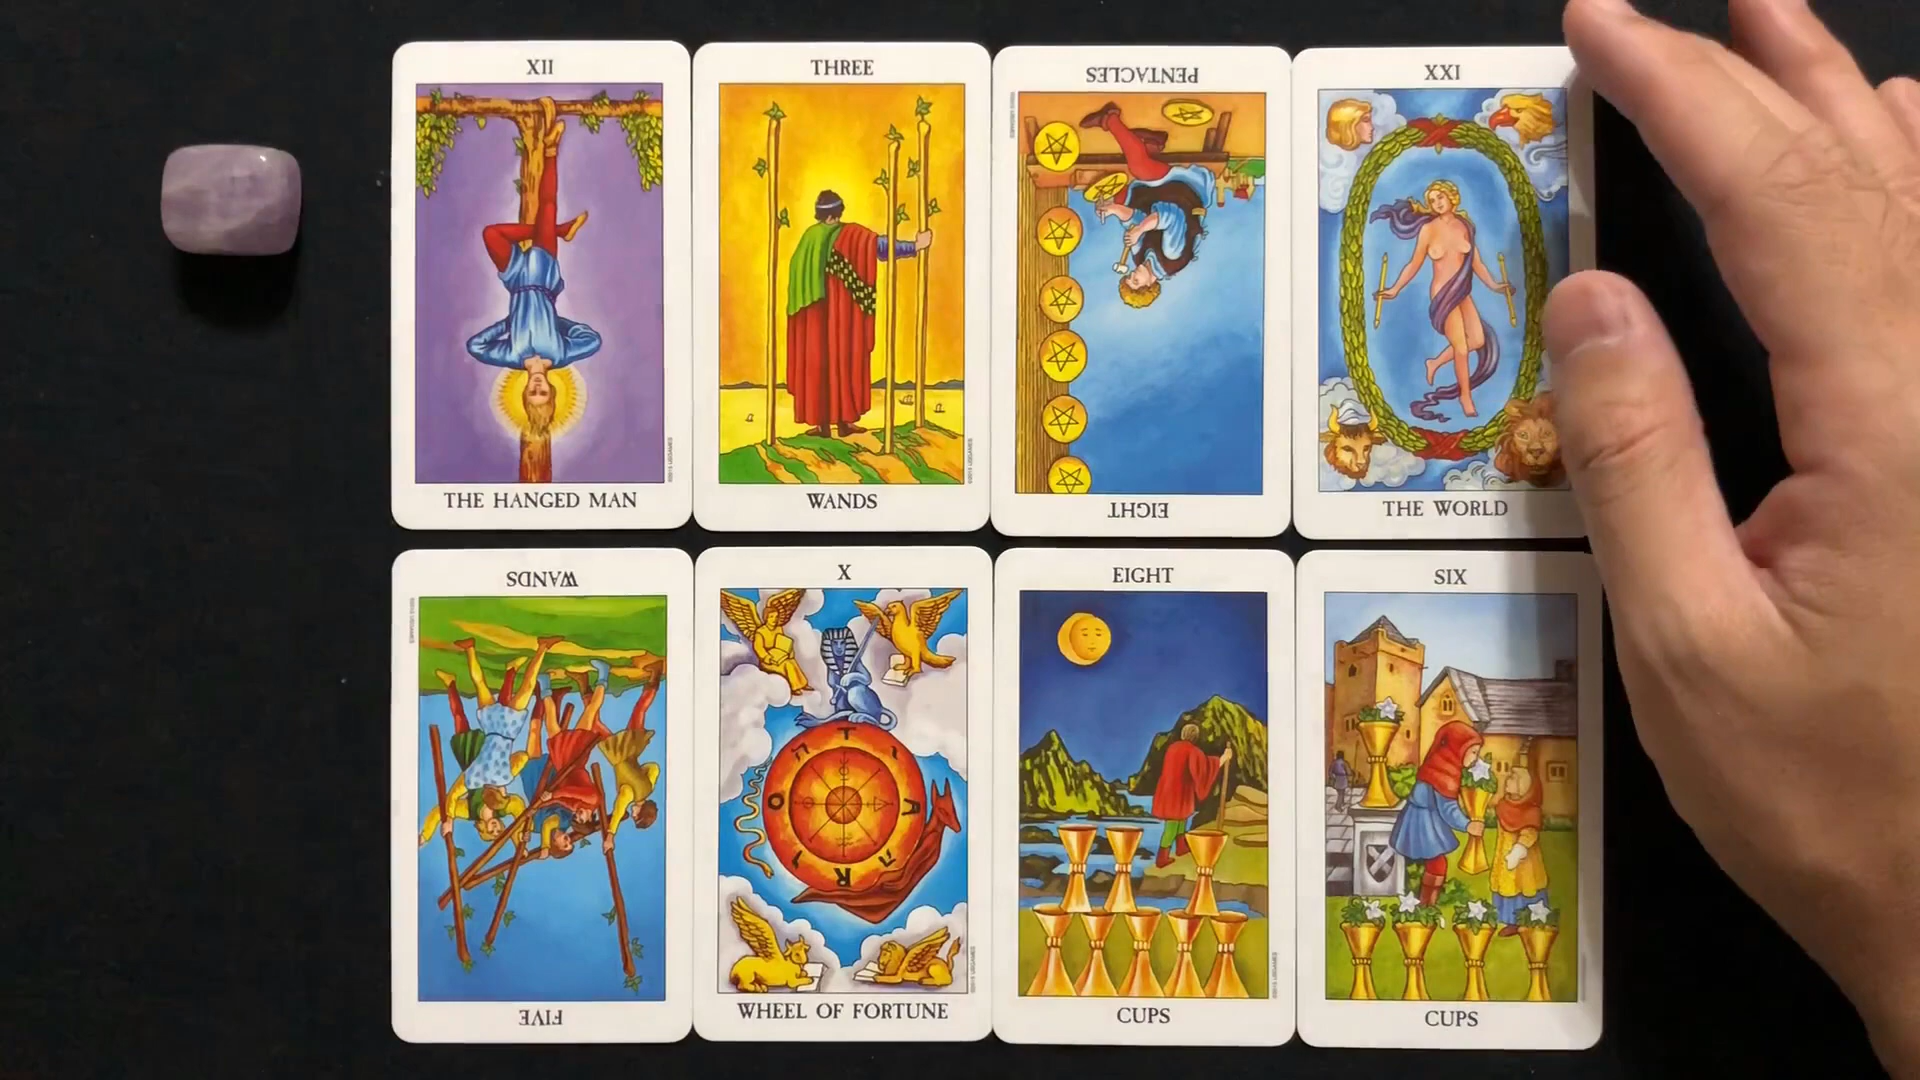 XII
THE HANGED MAN
THREE
WANDS
PENTACLES
EIGHT
XXI
THE WORLD
WANDS
FIVE
X
WHEEL OF FORTUNE
EIGHT
CUPS
SIX
CUPS